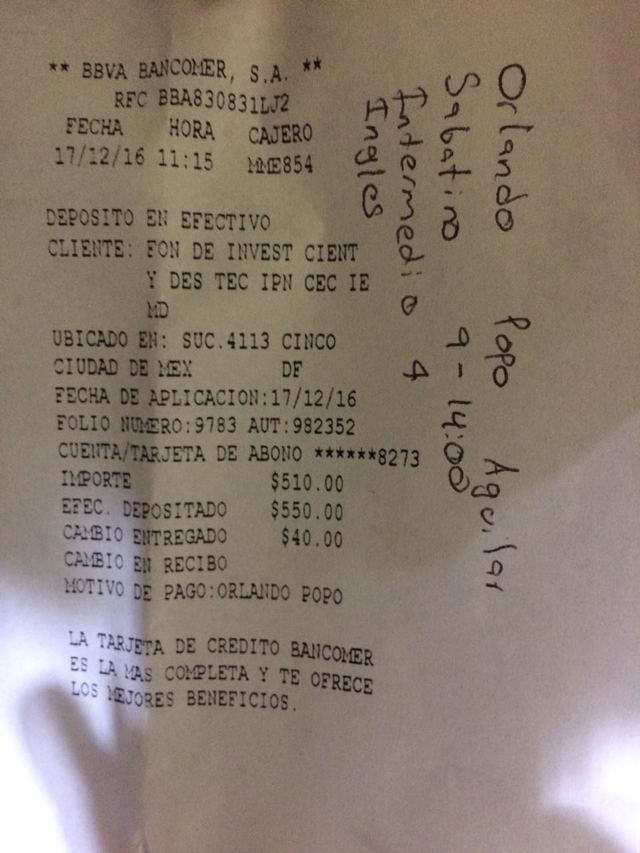 ** BBVA BANCOMER, S.A. **
RFC BBA830831LJ2
FECHA HORA CAJERO
17/12/16 11:15 MME854
DEPOSITO EN EFECTIVO
CLIENTE: FON DE INVEST CIENT
Y DES TEC IPN CEC IE
MD
UBICADO EN: SUC.4113 CINCO
CIUDAD DE MEX DF
FECHA DE APLICACION:17/12/16
FOLIO NUMERO:9783 AUT:982352
CUENTA/TARJETA DE ABONO ******8273
IMPORTE $510.00
EFEC. DEPOSITADO $550.00
CAMBIO ENTREGADO $40.00
CAMBIO EN RECIBO
MOTIVO DE PAGO:ORLANDO POPO
LA TARJETA DE CREDITO BANCOMER
ES LA MAS COMPLETA Y TE OFRECE
LOS MEJORES BENEFICIOS.
Orlando Popo Aguilar
Sabatino 9-14:00
Intermedio 4
Ingles